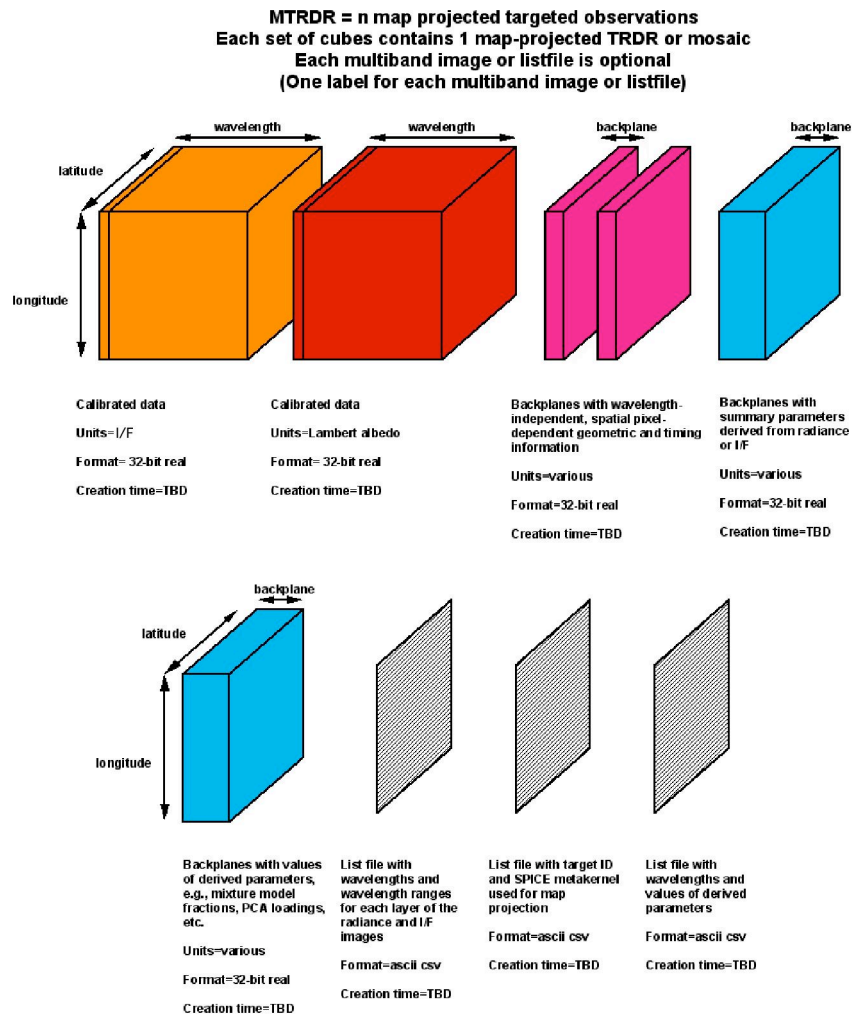 MTRDR = n map projected targeted observations
Each set of cubes contains 1 map-projected TRDR or mosaic
Each multiband image or listfile is optional
(One label for each multiband image or listfile)
wavelength
wavelength
backplane
backplane
latitude
longitude
Calibrated data
Units=I/F
Format= 32-bit real
Creation time=TBD
Calibrated data
Units=Lambert albedo
Format= 32-bit real
Creation time=TBD
Backplanes with wavelength-
independent, spatial pixel-
dependent geometric and timing
information
Units=various
Format=32-bit real
Creation time=TBD
Backplanes with
summary parameters
derived from radiance
or I/F
Units=various
Format=32-bit real
Creation time=TBD
backplane
latitude
longitude
Backplanes with values
of derived parameters,
e.g., mixture model
fractions, PCA loadings,
etc.
Units=various
Format=32-bit real
Creation time=TBD
List file with
wavelengths and
wavelength ranges
for each layer of the
radiance and I/F
images
Format=ascii csv
Creation time=TBD
List file with target ID
and SPICE metakernel
used for map
projection
Format=ascii csv
Creation time=TBD
List file with
wavelengths and
values of derived
parameters
Format=ascii csv
Creation time=TBD